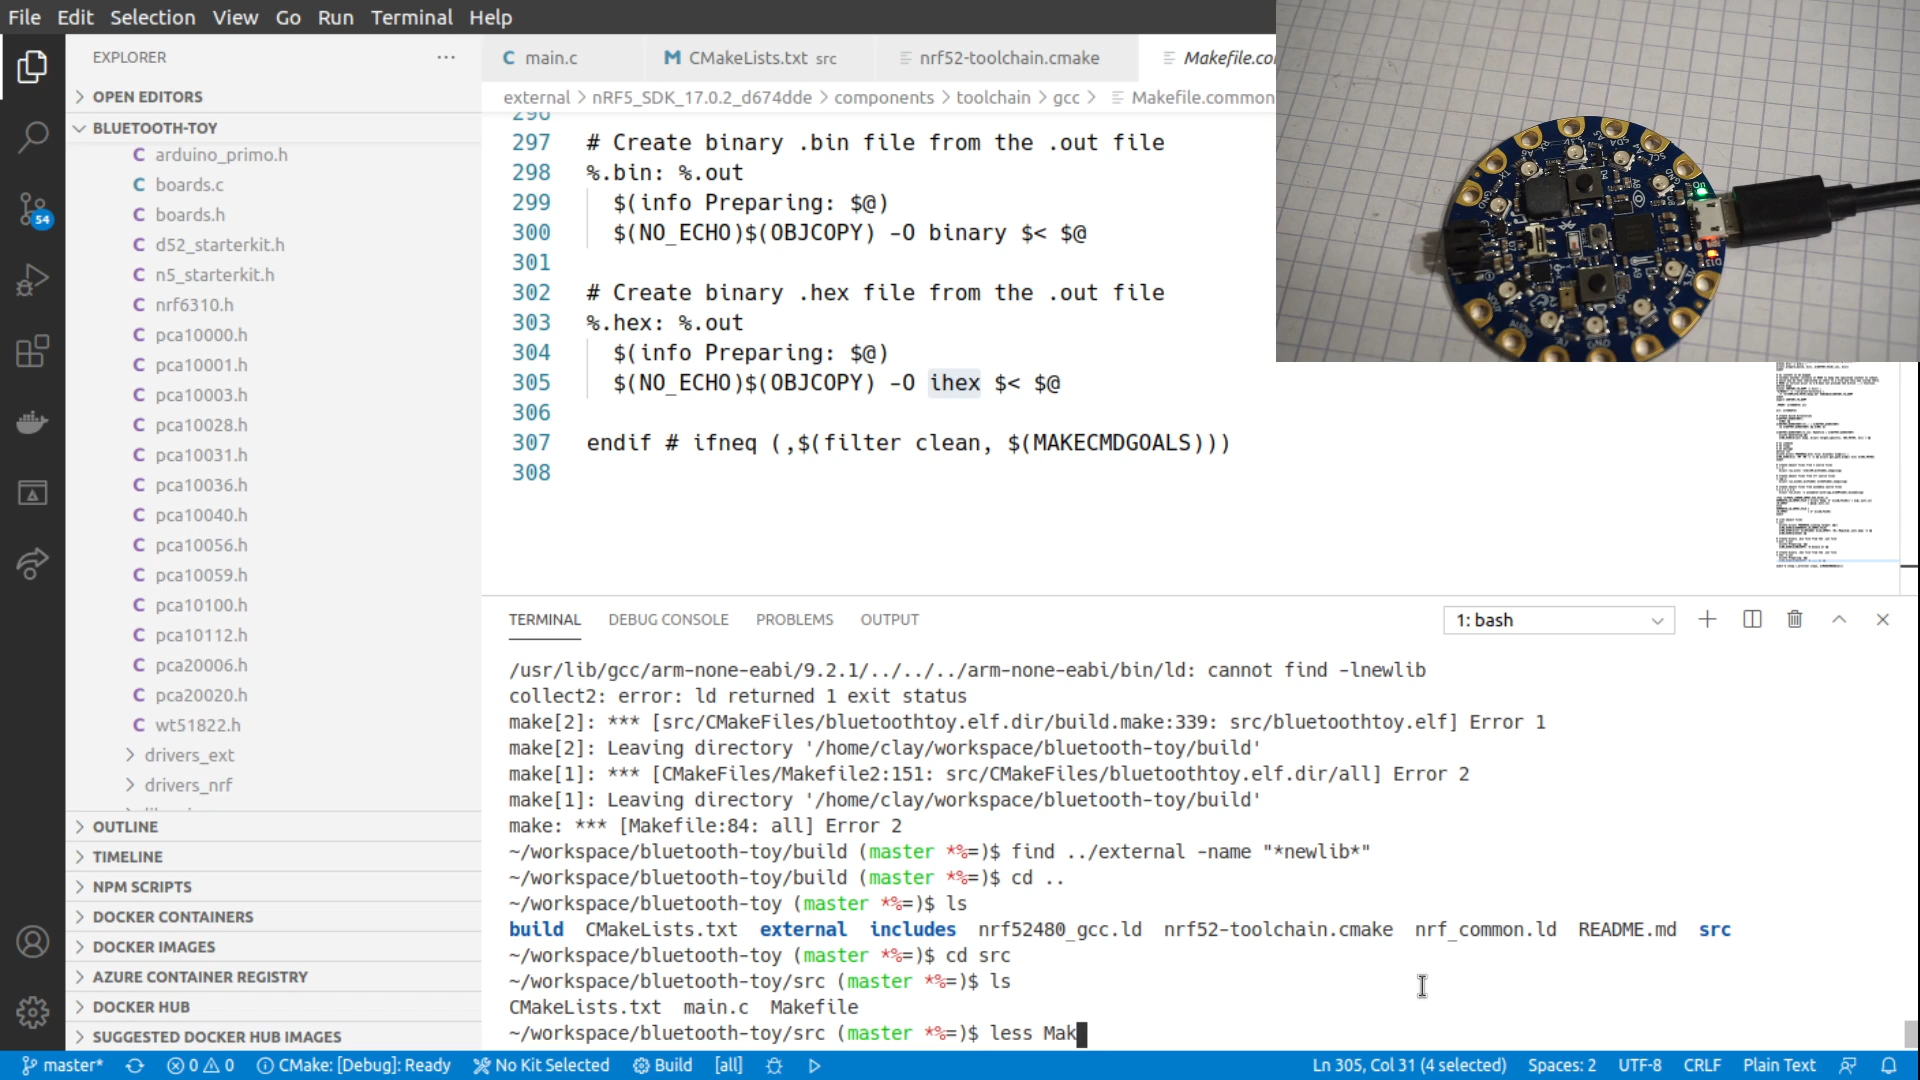 File Edit Selection View Go Run Terminal Help
EXPLORER
OPEN EDITORS
BLUETOOTH-TOY
arduino_primo.h
boards.c
boards.h
d52_starterkit.h
n5_starterkit.h
nrf6310.h
pca10000.h
pca10001.h
pca10003.h
pca10028.h
pca10031.h
pca10036.h
pca10040.h
pca10056.h
pca10059.h
pca10100.h
pca10112.h
pca20006.h
pca20020.h
wt51822.h
drivers_ext
drivers_nrf
OUTLINE
TIMELINE
NPM SCRIPTS
DOCKER CONTAINERS
DOCKER IMAGES
AZURE CONTAINER REGISTRY
DOCKER HUB
SUGGESTED DOCKER HUB IMAGES
54
main.c CMakeLists.txt src nrf52-toolchain.cmake Makefile.co
external > nRF5_SDK_17.0.2_d674dde > components > toolchain > gcc > Makefile.common
296
297 # Create binary .bin file from the .out file
298 %.bin: %.out
299 $(info Preparing: $@)
300 $(NO_ECHO)$(OBJCOPY) -O binary $< $@
301
302 # Create binary .hex file from the .out file
303 %.hex: %.out
304 $(info Preparing: $@)
305 $(NO_ECHO)$(OBJCOPY) -O ihex $< $@
306
307 endif # ifneq (,$(filter clean, $(MAKECMDGOALS)))
308
TERMINAL DEBUG CONSOLE PROBLEMS OUTPUT 1: bash
/usr/lib/gcc/arm-none-eabi/9.2.1/../../../arm-none-eabi/bin/ld: cannot find -lnewlib
collect2: error: ld returned 1 exit status
make[2]: *** [src/CMakeFiles/bluetoothtoy.elf.dir/build.make:339: src/bluetoothtoy.elf] Error 1
make[2]: Leaving directory '/home/clay/workspace/bluetooth-toy/build'
make[1]: *** [CMakeFiles/Makefile2:151: src/CMakeFiles/bluetoothtoy.elf.dir/all] Error 2
make[1]: Leaving directory '/home/clay/workspace/bluetooth-toy/build'
make: *** [Makefile:84: all] Error 2
~/workspace/bluetooth-toy/build (master *%=)$ find ../external -name "*newlib*"
~/workspace/bluetooth-toy/build (master *%=)$ cd ..
~/workspace/bluetooth-toy (master *%=)$ ls
build CMakeLists.txt external includes nrf52480_gcc.ld nrf52-toolchain.cmake nrf_common.ld README.md src
~/workspace/bluetooth-toy (master *%=)$ cd src
~/workspace/bluetooth-toy/src (master *%=)$ ls
CMakeLists.txt main.c Makefile
~/workspace/bluetooth-toy/src (master *%=)$ less Mak
master* 0 0 CMake: [Debug]: Ready No Kit Selected Build [all] Ln 305, Col 31 (4 selected) Spaces: 2 UTF-8 CRLF Plain Text